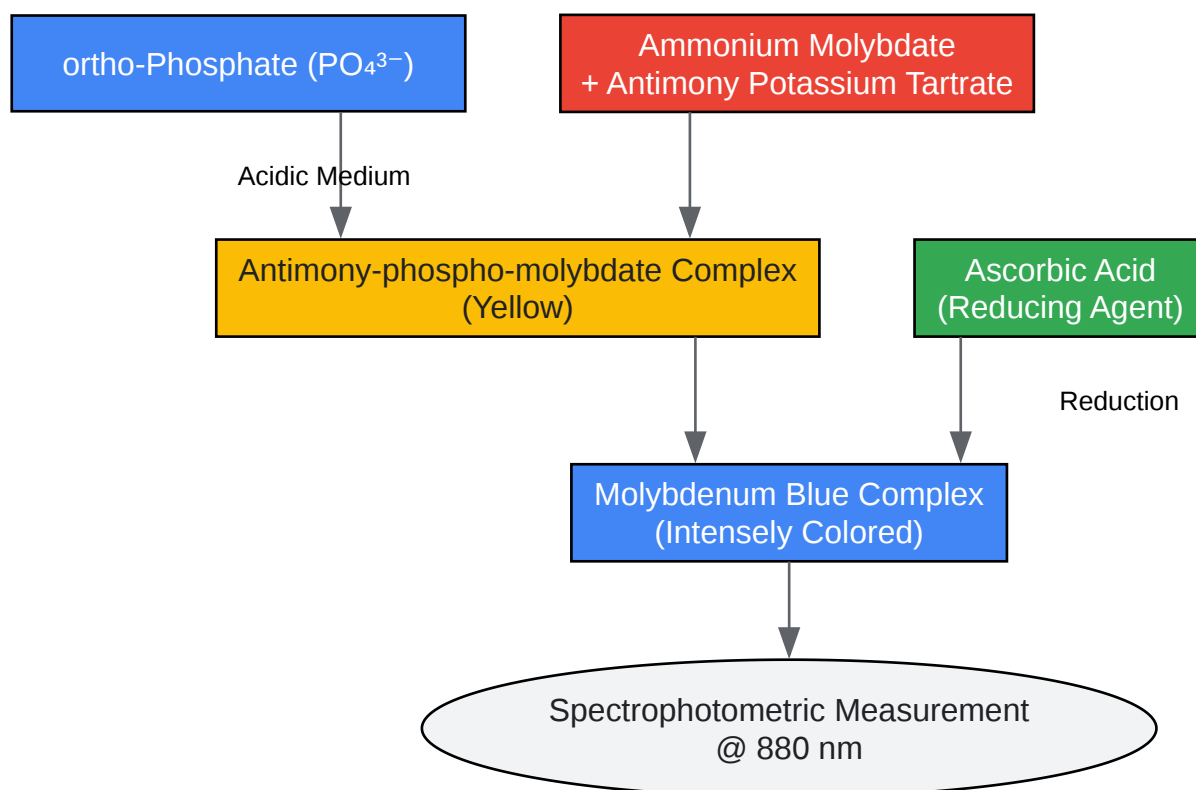 ortho-Phosphate (PO₄³⁻)
Ammonium Molybdate
+ Antimony Potassium Tartrate
Acidic Medium
Antimony-phospho-molybdate Complex
(Yellow)
Ascorbic Acid
(Reducing Agent)
Reduction
Molybdenum Blue Complex
(Intensely Colored)
Spectrophotometric Measurement
@ 880 nm